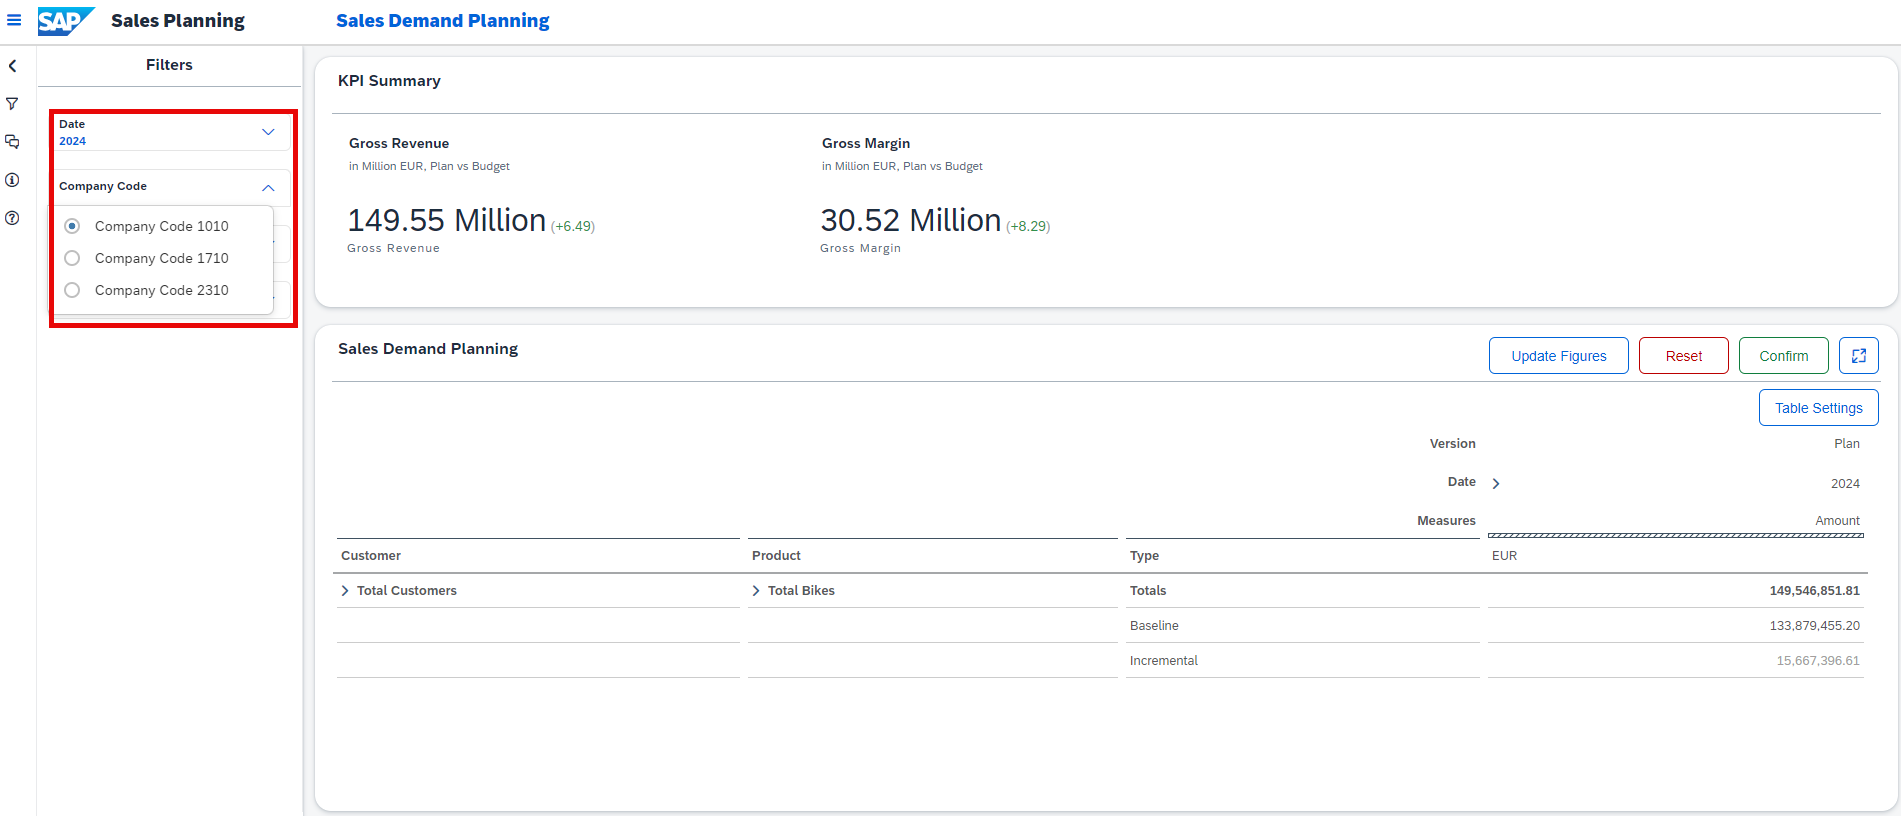 SAP Sales Planning Sales Demand Planning
Filters
Date
2024
Company Code
Company Code 1010
Company Code 1710
Company Code 2310
KPI Summary
Gross Revenue
in Million EUR, Plan vs Budget
149.55 Million (+6.49)
Gross Revenue
Gross Margin
in Million EUR, Plan vs Budget
30.52 Million (+8.29)
Gross Margin
Sales Demand Planning
Update Figures Reset Confirm
Table Settings
Version Plan
Date 2024
Measures Amount
Customer Product Type EUR
Total Customers Total Bikes Totals 149,546,851.81
Baseline 133,879,455.20
Incremental 15,667,396.61